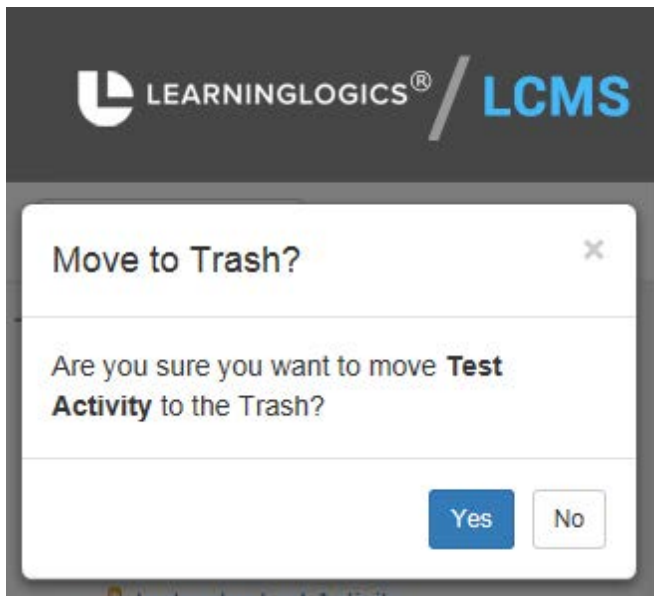 LEARNINGLOGICS® / LCMS
Move to Trash? ×
Are you sure you want to move Test
Activity to the Trash?
Yes No